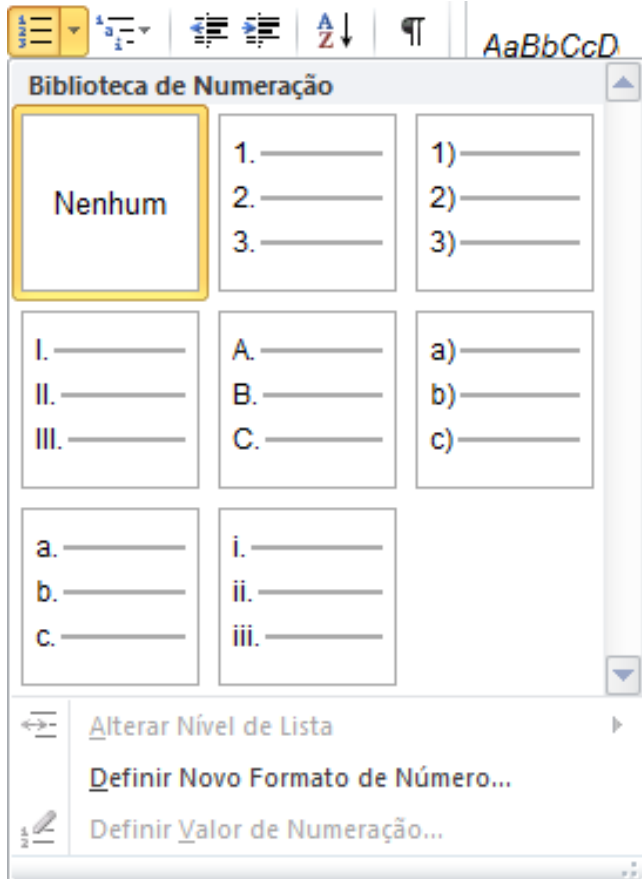 AaBbCcD
Biblioteca de Numeração
Nenhum
1.
2.
3.
1)
2)
3)
I.
II.
III.
A.
B.
C.
a)
b)
c)
a.
b.
c.
i.
ii.
iii.
Alterar Nível de Lista
Definir Novo Formato de Número...
Definir Valor de Numeração...